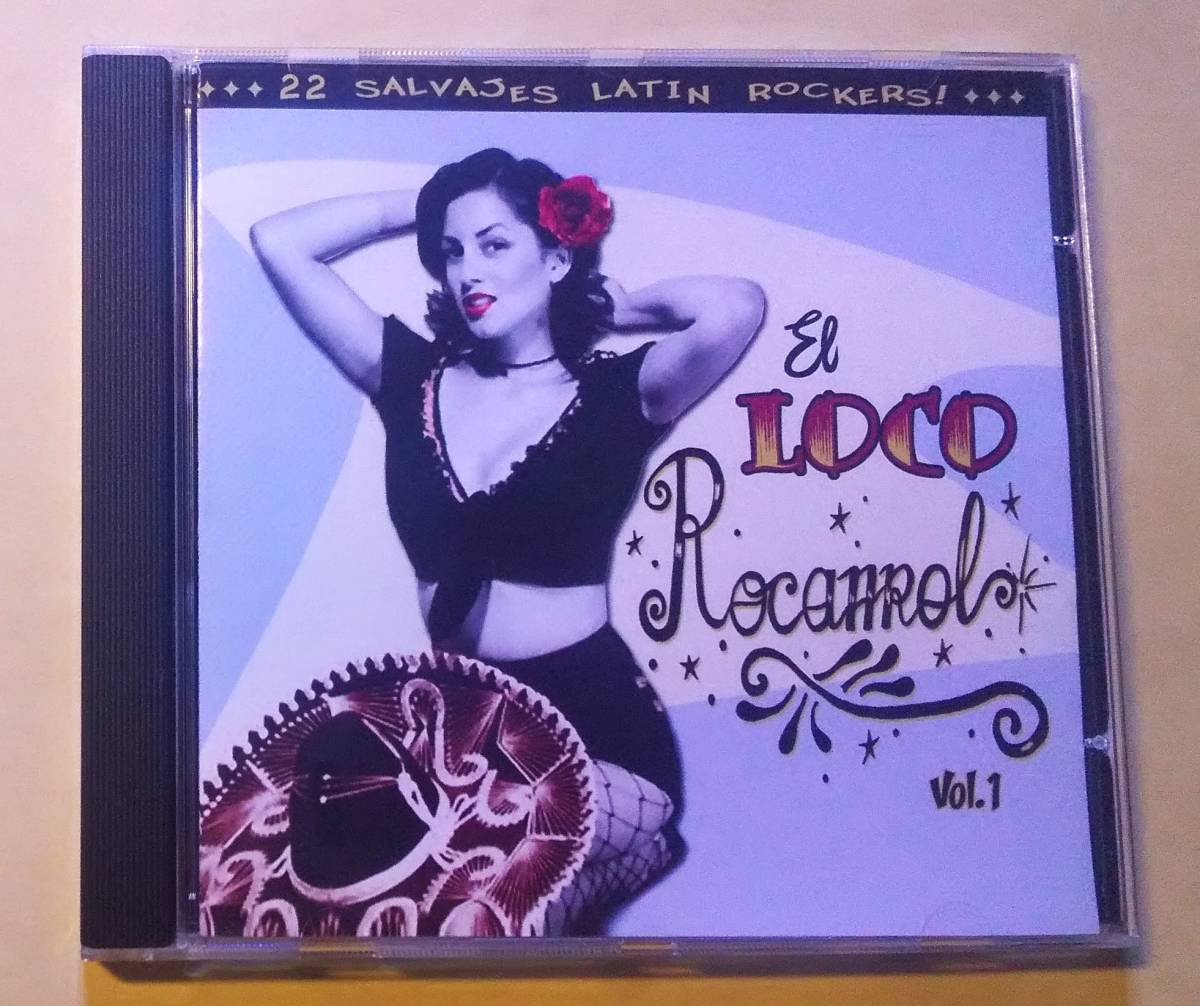 22 SALVAJES LATIN ROCKERS!
El
LOCO
Rocanrol
Vol.1